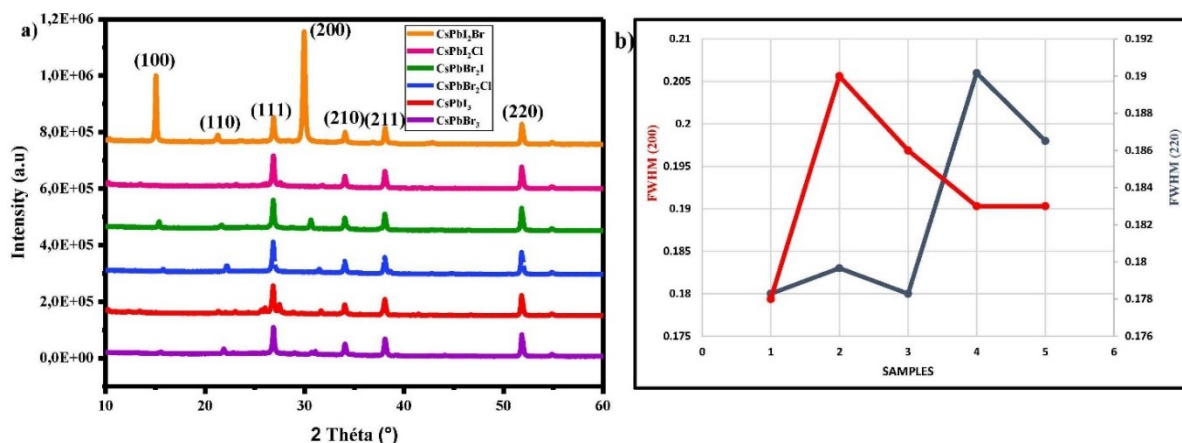 a)
Intensity (a.u)
1,2E+06
1,0E+06
8,0E+05
6,0E+05
4,0E+05
2,0E+05
0,0E+00
(100)
(110)
(111)
(200)
(210)
(211)
(220)
CsPbI₂Br
CsPbI₂Cl
CsPbBr₂I
CsPbBr₂Cl
CsPbI₃
CsPbBr₃
10 20 30 40 50 60
2 Théta (°)
b)
FWHM (200)
0.21
0.205
0.2
0.195
0.19
0.185
0.18
0.175
0.192
0.19
0.188
0.186
0.184
0.182
0.18
0.178
0.176
FWHM (220)
0 1 2 3 4 5 6
SAMPLES